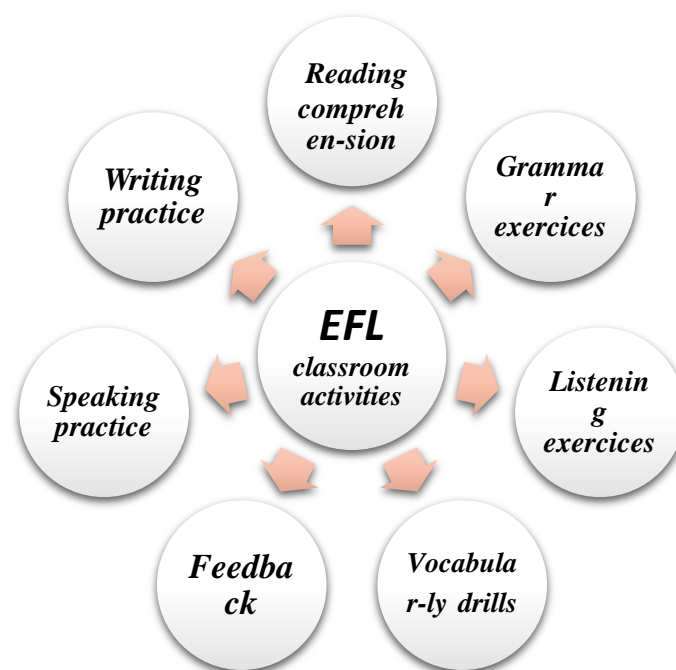 Reading
compreh
en-sion
Gramma
r
exercices
Listenin
g
exercices
Vocabula
r-ly drills
Feedba
ck
Speaking
practice
Writing
practice
EFL
classroom
activities